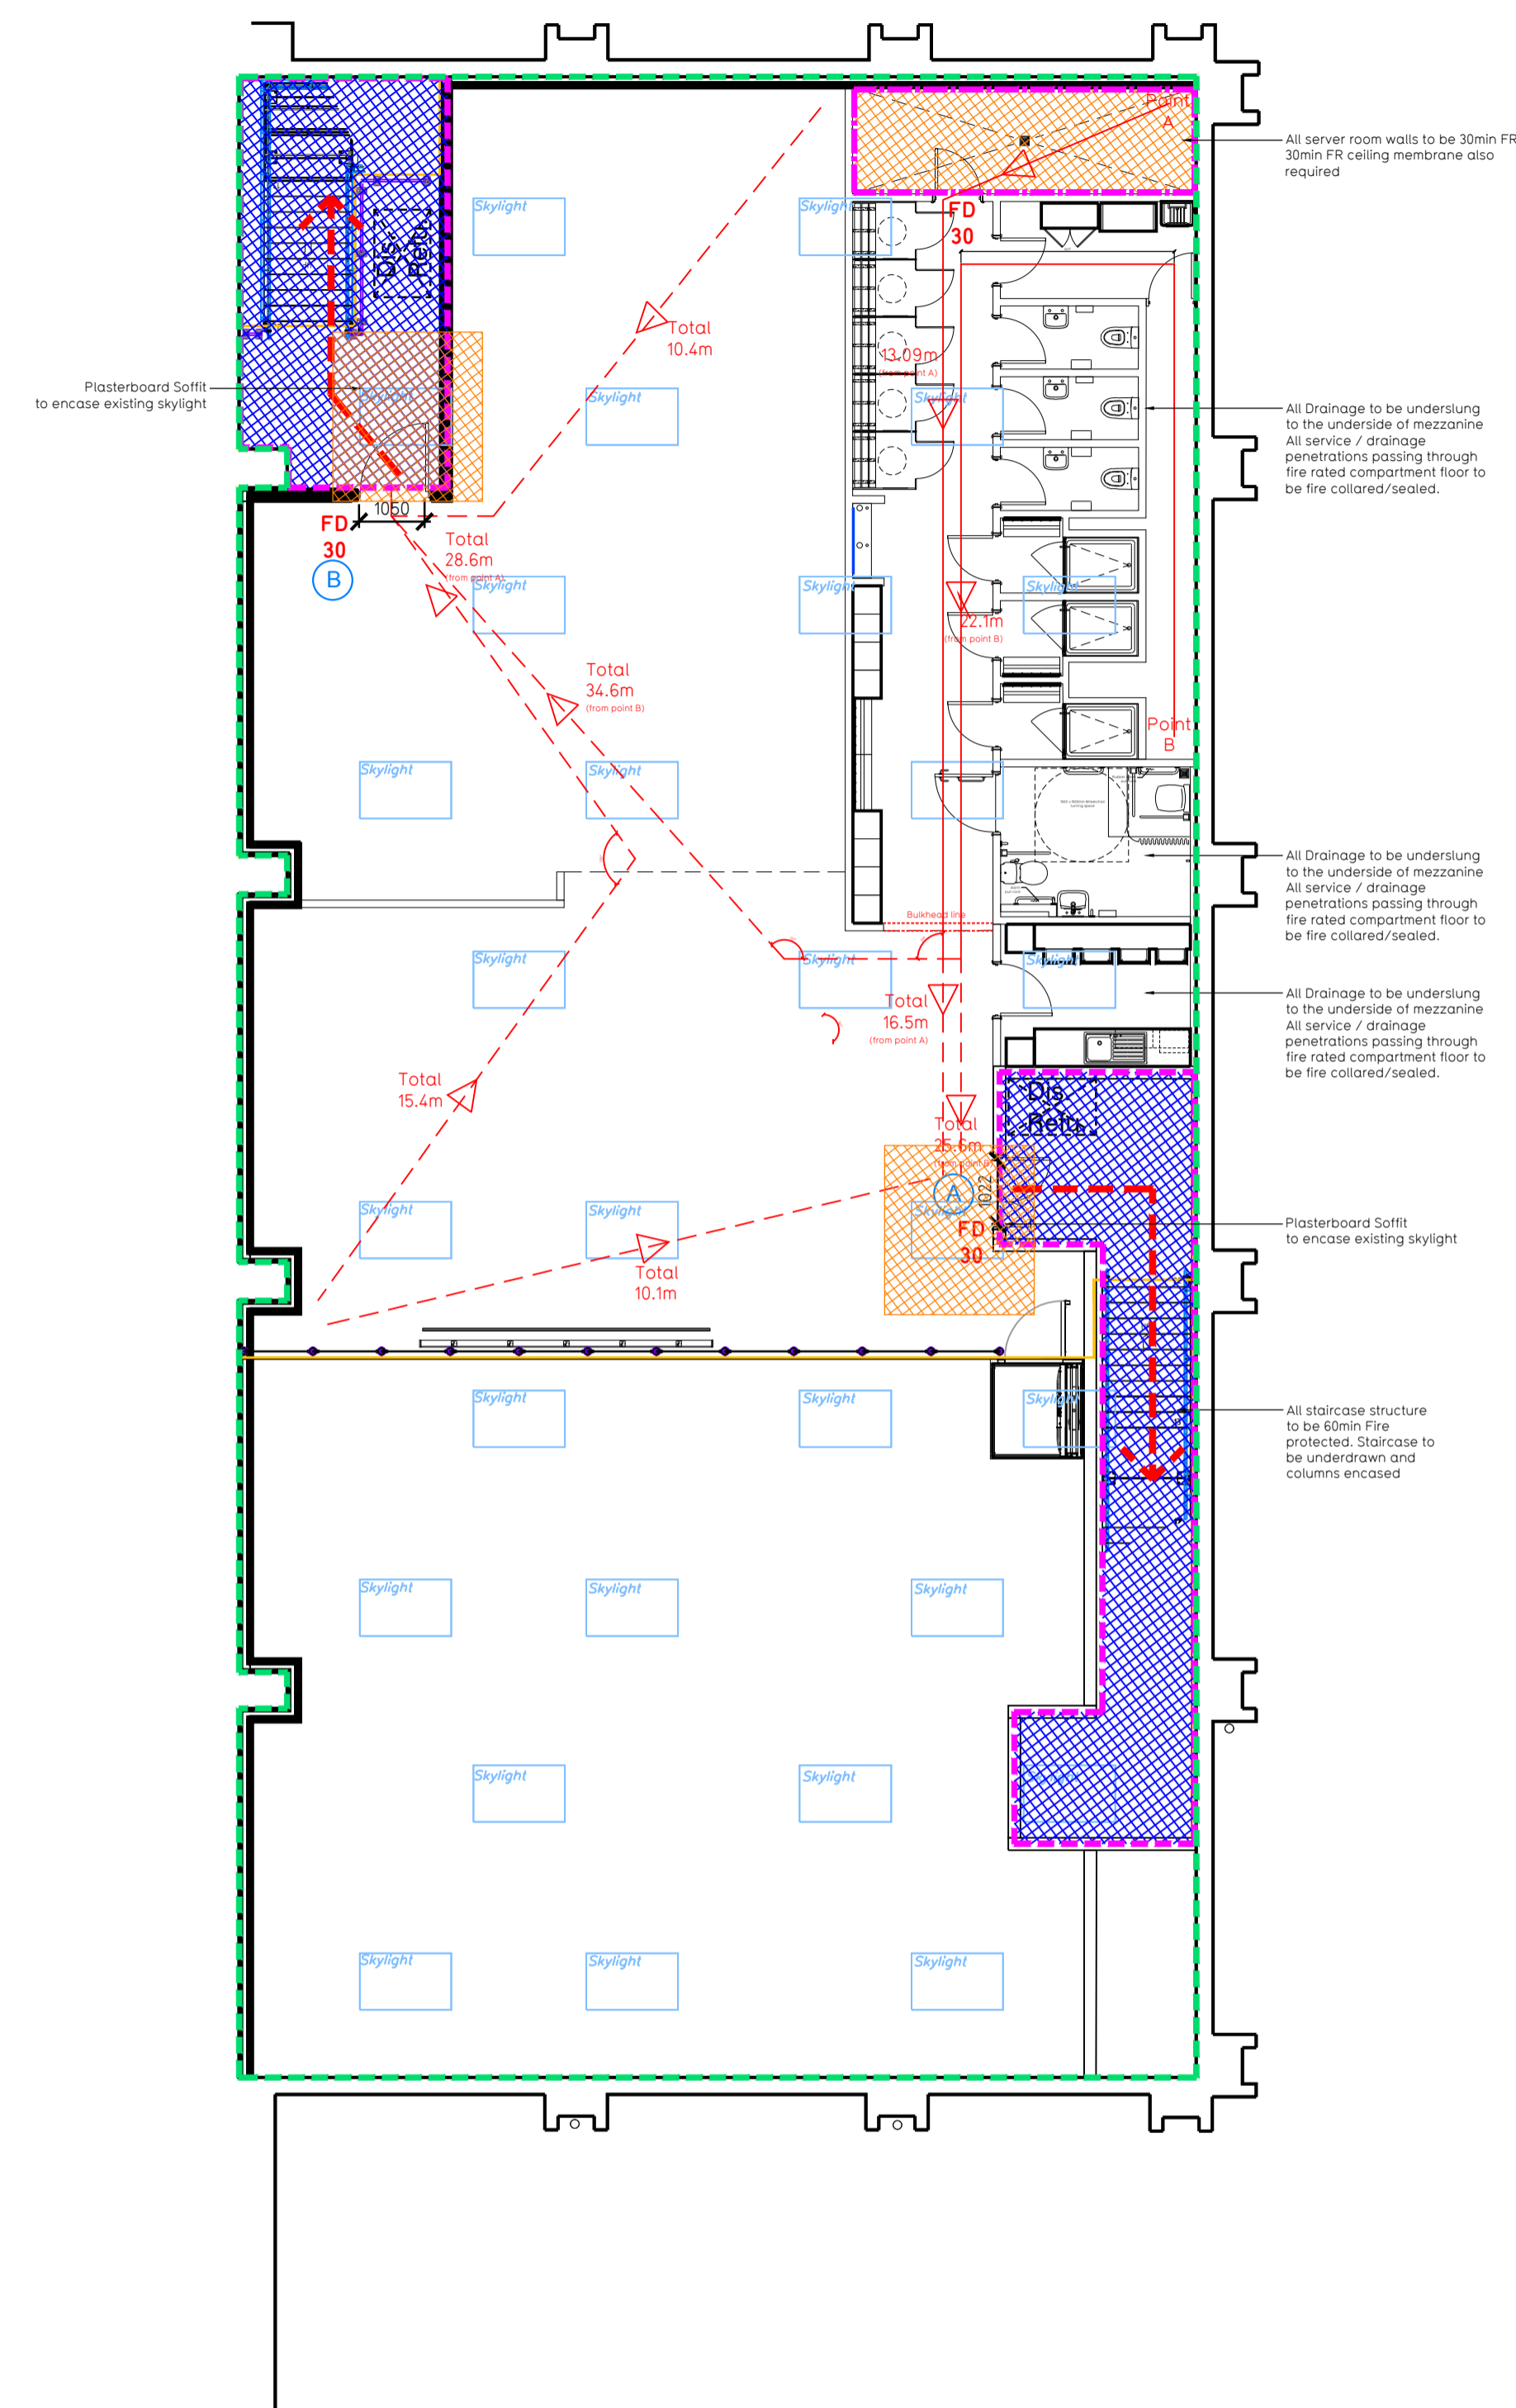 Point
A
All server room walls to be 30min FR
30min FR ceiling membrane also
required
FD
30
Dis.
Refu
Skylight
Skylight
Total
10.4m
13.09m
(from point A)
Plasterboard Soffit
to encase existing skylight
Skylight
Skylight
Skylight
All Drainage to be underslung
to the underside of mezzanine
All service / drainage
penetrations passing through
fire rated compartment floor to
be fire collared/sealed.
1050
FD
30
B
Total
28.6m
(from point A)
Skylight
Skylight
Skylight
22.1m
(from point B)
Total
34.6m
(from point B)
Point
B
Skylight
Skylight
All Drainage to be underslung
to the underside of mezzanine
All service / drainage
penetrations passing through
fire rated compartment floor to
be fire collared/sealed.
Bulkhead line
Skylight
Skylight
Skylight
Total
16.5m
(from point A)
All Drainage to be underslung
to the underside of mezzanine
All service / drainage
penetrations passing through
fire rated compartment floor to
be fire collared/sealed.
Total
15.4m
Dis.
Refu
Total
25.6m
(from point B)
1022
A
FD
30
Skylight
Skylight
Skylight
Plasterboard Soffit
to encase existing skylight
Total
10.1m
Skylight
Skylight
Skylight
All staircase structure
to be 60min Fire
protected. Staircase to
be underdrawn and
columns encased
Skylight
Skylight
Skylight
Skylight
Skylight
Skylight
Skylight
Skylight
Skylight